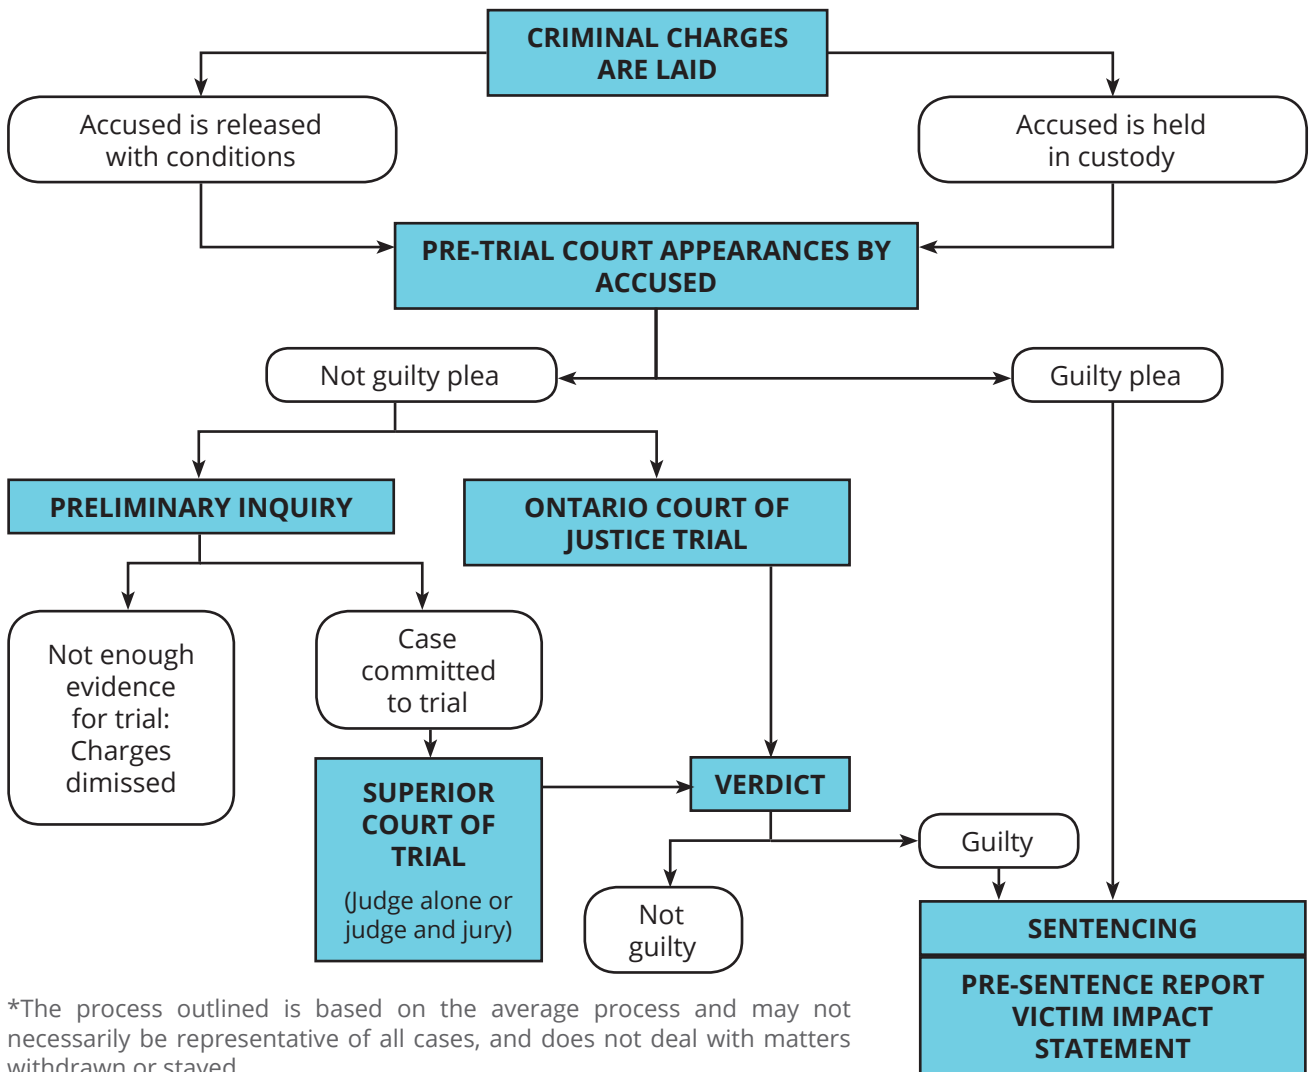 CRIMINAL CHARGES
ARE LAID
Accused is released
with conditions
Accused is held
in custody
PRE-TRIAL COURT APPEARANCES BY
ACCUSED
Not guilty plea
Guilty plea
PRELIMINARY INQUIRY
ONTARIO COURT OF
JUSTICE TRIAL
Not enough
evidence
for trial:
Charges
dimissed
Case
committed
to trial
SUPERIOR
COURT OF
TRIAL
(Judge alone or
judge and jury)
VERDICT
Guilty
Not
guilty
SENTENCING
PRE-SENTENCE REPORT
VICTIM IMPACT
STATEMENT
*The process outlined is based on the average process and may not
necessarily be representative of all cases, and does not deal with matters
withdrawn or stayed